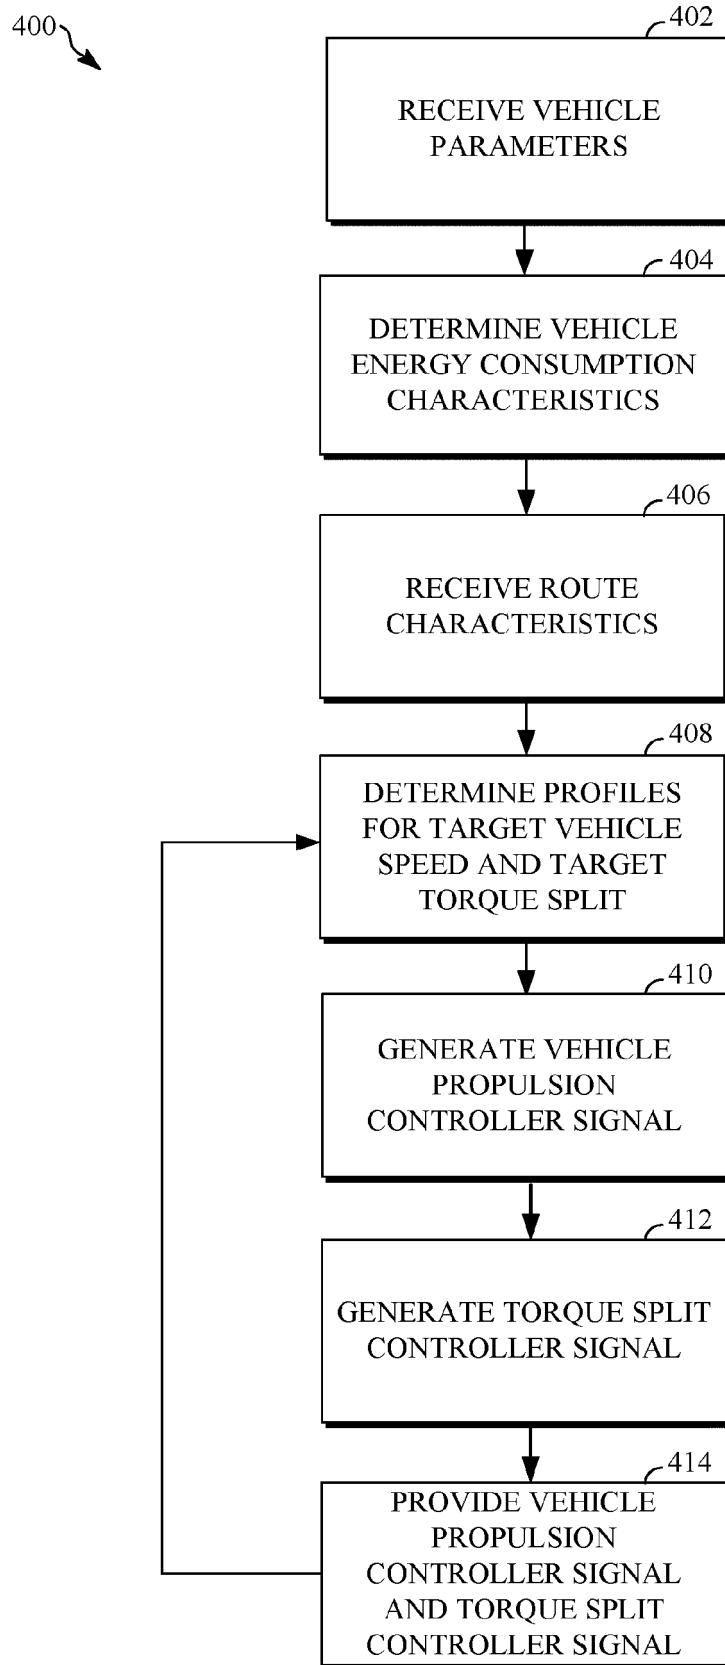 400
402
RECEIVE VEHICLE
PARAMETERS
404
DETERMINE VEHICLE
ENERGY CONSUMPTION
CHARACTERISTICS
406
RECEIVE ROUTE
CHARACTERISTICS
408
DETERMINE PROFILES
FOR TARGET VEHICLE
SPEED AND TARGET
TORQUE SPLIT
410
GENERATE VEHICLE
PROPULSION
CONTROLLER SIGNAL
412
GENERATE TORQUE SPLIT
CONTROLLER SIGNAL
414
PROVIDE VEHICLE
PROPULSION
CONTROLLER SIGNAL
AND TORQUE SPLIT
CONTROLLER SIGNAL